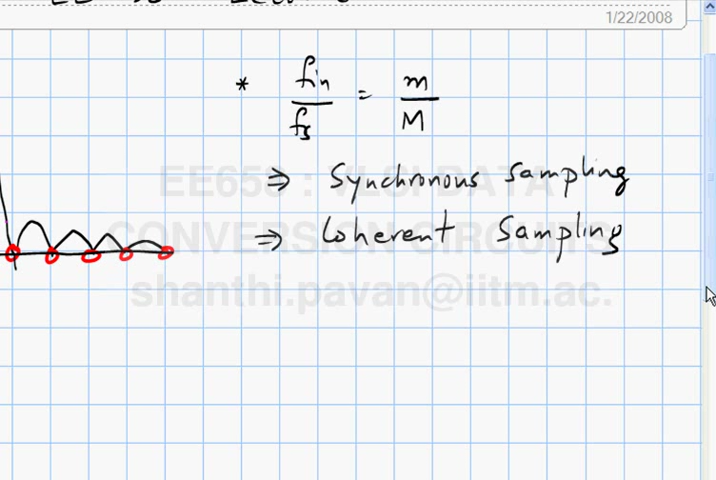 1/22/2008
* fin/fs = m/M
⇒ Synchronous Sampling
⇒ Coherent Sampling
EE658 : VLSI DATA
CONVERSION CIRCUITS
shanthi.pavan@iitm.ac.